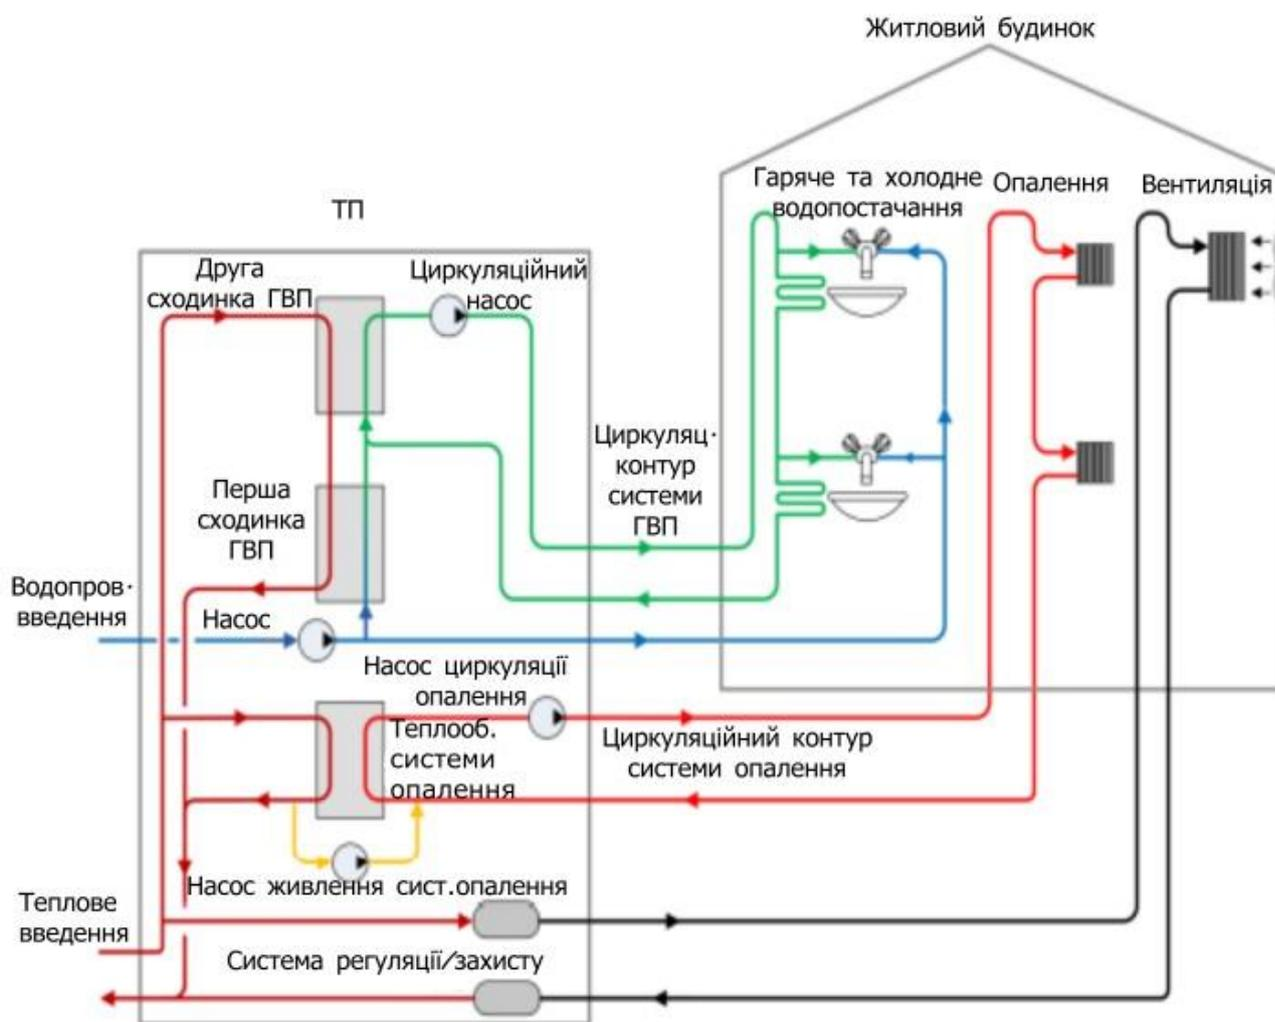 Житловий будинок
Гаряче та холодне
водопостачання
Опалення
Вентиляція
ТП
Друга
сходинка ГВП
Циркуляційний
насос
Циркуляц·
контур
системи
ГВП
Перша
сходинка
ГВП
Водопров·
введення
Насос
Насос циркуляції
опалення
Теплооб.
системи
опалення
Циркуляційний контур
системи опалення
Насос живлення сист.опалення
Теплове
введення
Система регуляції/захисту